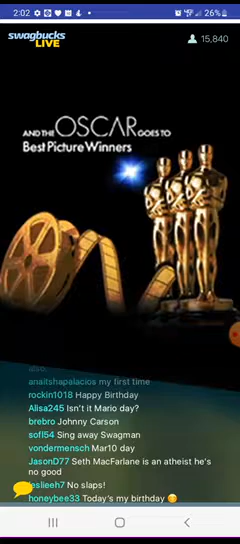 2:02
26%
swagbucks
LIVE
15,840
AND THE OSCAR GOES TO
Best Picture Winners
also,
anaitshapalacios my first time
rockin1018 Happy Birthday
Alisa245 Isn't it Mario day?
brebro Johnny Carson
sofl54 Sing away Swagman
vondermensch Mar10 day
JasonD77 Seth MacFarlane is an atheist he's
no good
leslieeh7 No slaps!
honeybee33 Today's my birthday